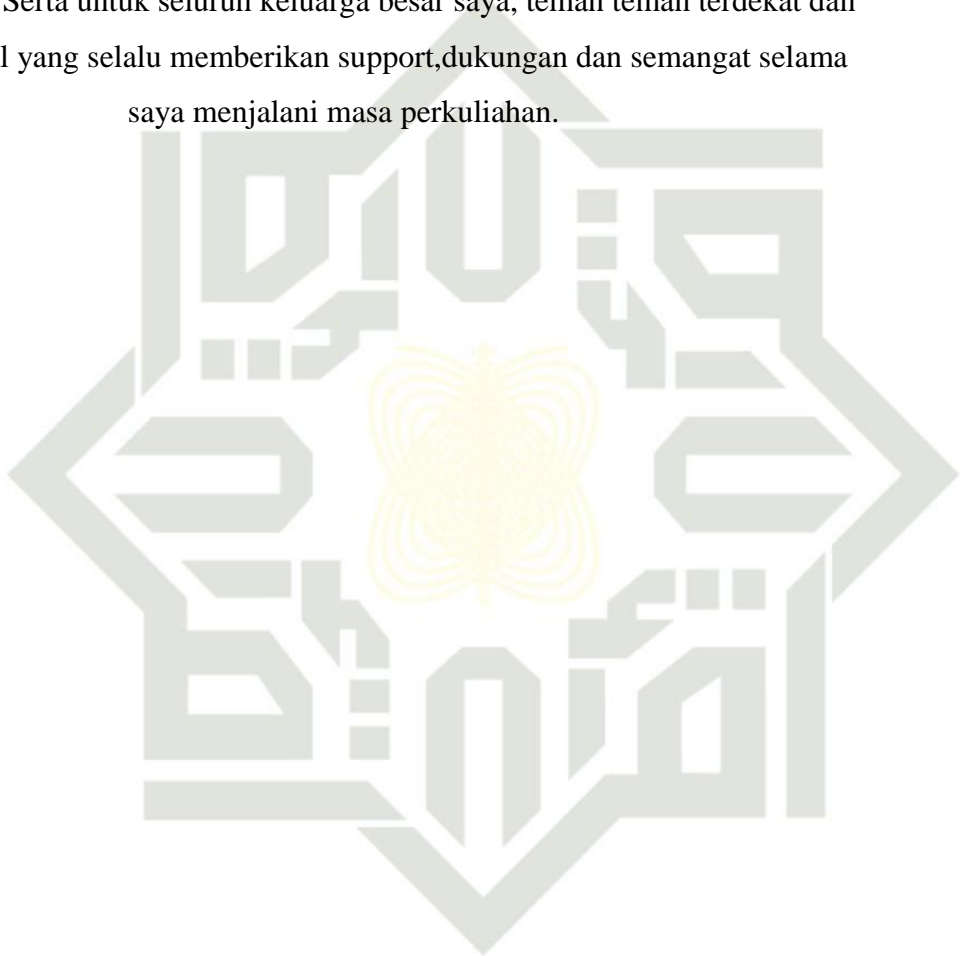 Serta untuk seluruh keluarga besar saya, teman teman terdekat dan
yang selalu memberikan support,dukungan dan semangat selama
saya menjalani masa perkuliahan.